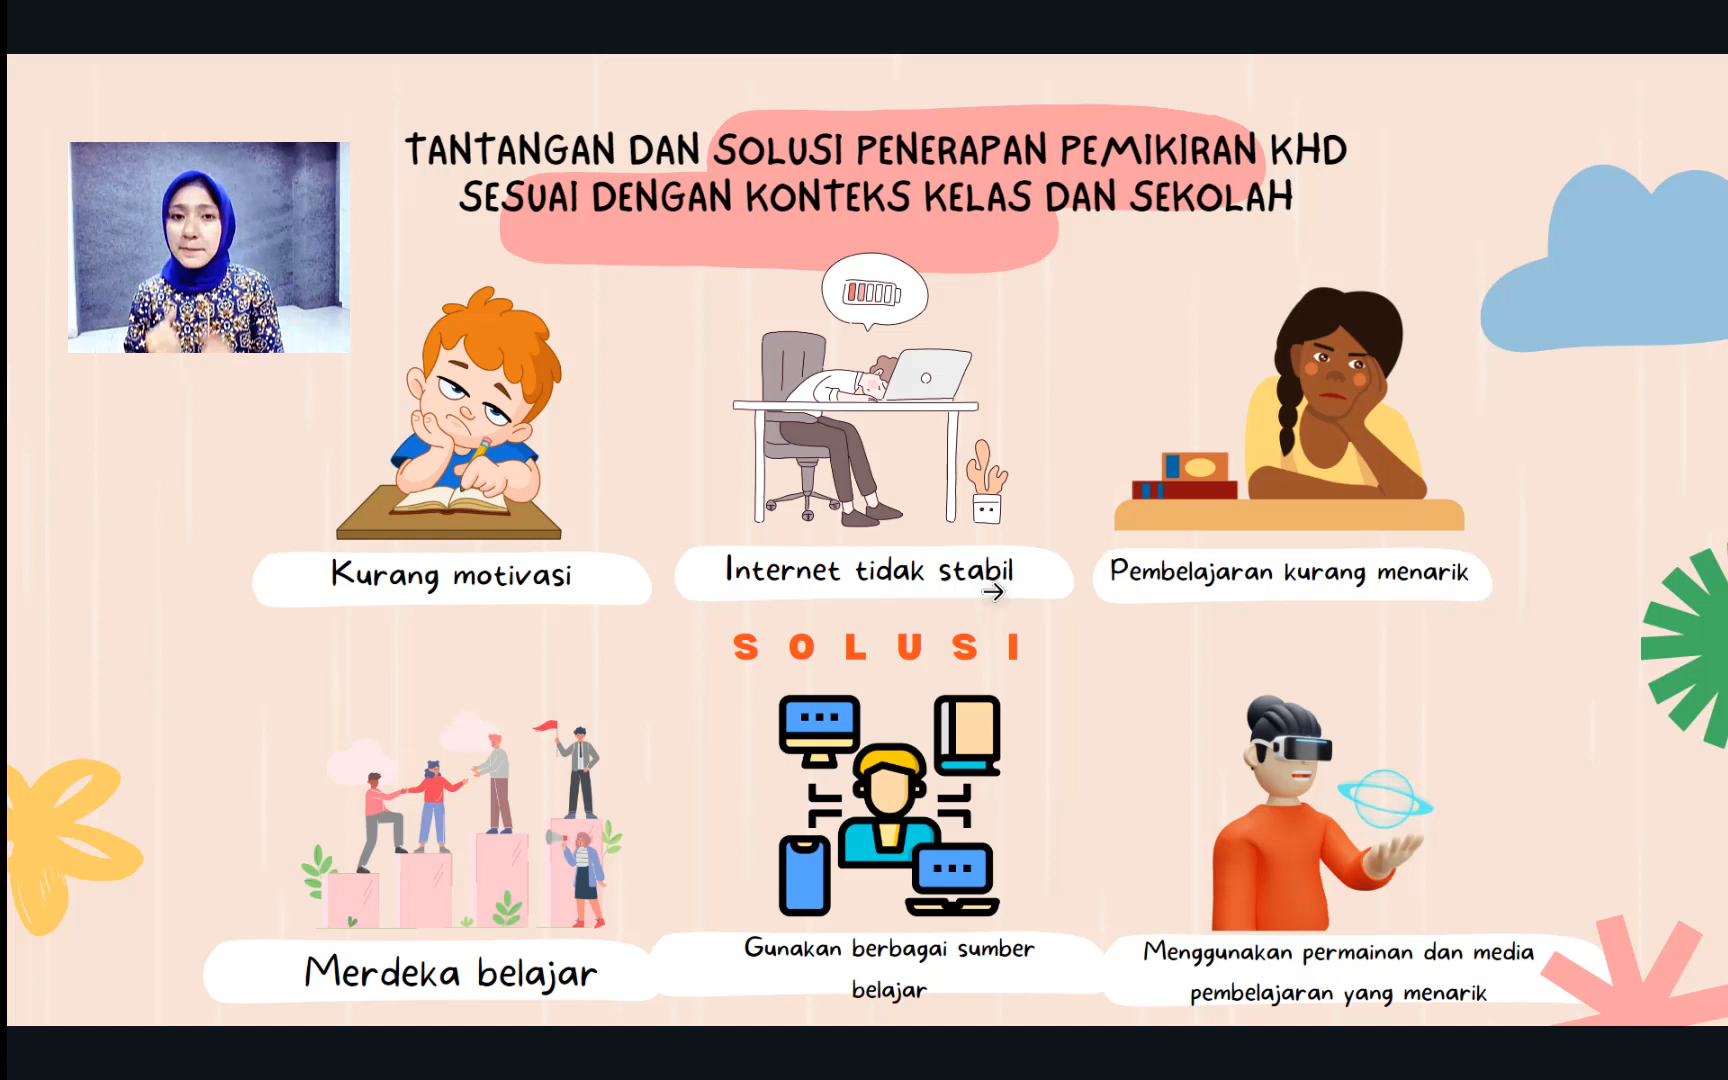 TANTANGAN DAN SOLUSI PENERAPAN PEMIKIRAN KHD
SESUAI DENGAN KONTEKS KELAS DAN SEKOLAH
Kurang motivasi
Internet tidak stabil
Pembelajaran kurang menarik
SOLUSI
Merdeka belajar
Gunakan berbagai sumber
belajar
Menggunakan permainan dan media
pembelajaran yang menarik